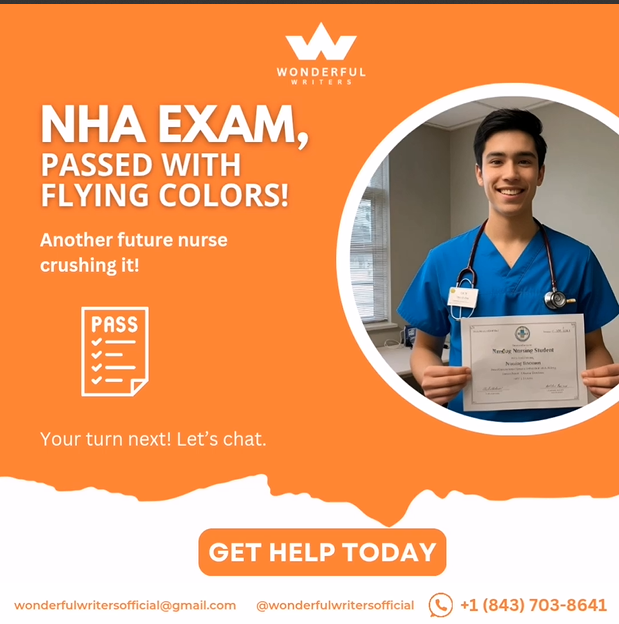 WONDERFUL
WRITERS
NHA EXAM,
PASSED WITH
FLYING COLORS!
Another future nurse
crushing it!
PASS
Your turn next! Let’s chat.
GET HELP TODAY
wonderfulwritersofficial@gmail.com @wonderfulwritersofficial +1 (843) 703-8641